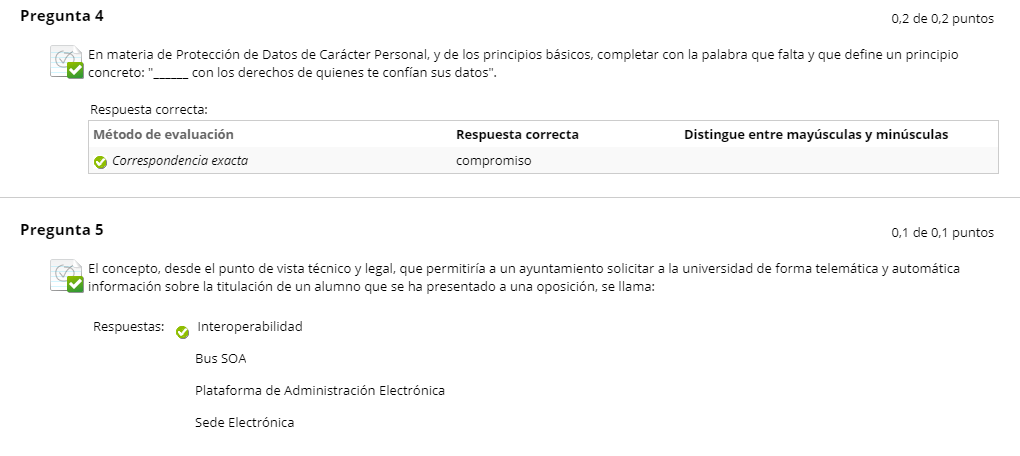 Pregunta 4
0,2 de 0,2 puntos
En materia de Protección de Datos de Carácter Personal, y de los principios básicos, completar con la palabra que falta y que define un principio
concreto: "______ con los derechos de quienes te confían sus datos".
Respuesta correcta:
Método de evaluación Respuesta correcta Distingue entre mayúsculas y minúsculas
Correspondencia exacta compromiso
Pregunta 5
0,1 de 0,1 puntos
El concepto, desde el punto de vista técnico y legal, que permitiría a un ayuntamiento solicitar a la universidad de forma telemática y automática
información sobre la titulación de un alumno que se ha presentado a una oposición, se llama:
Respuestas: Interoperabilidad
Bus SOA
Plataforma de Administración Electrónica
Sede Electrónica